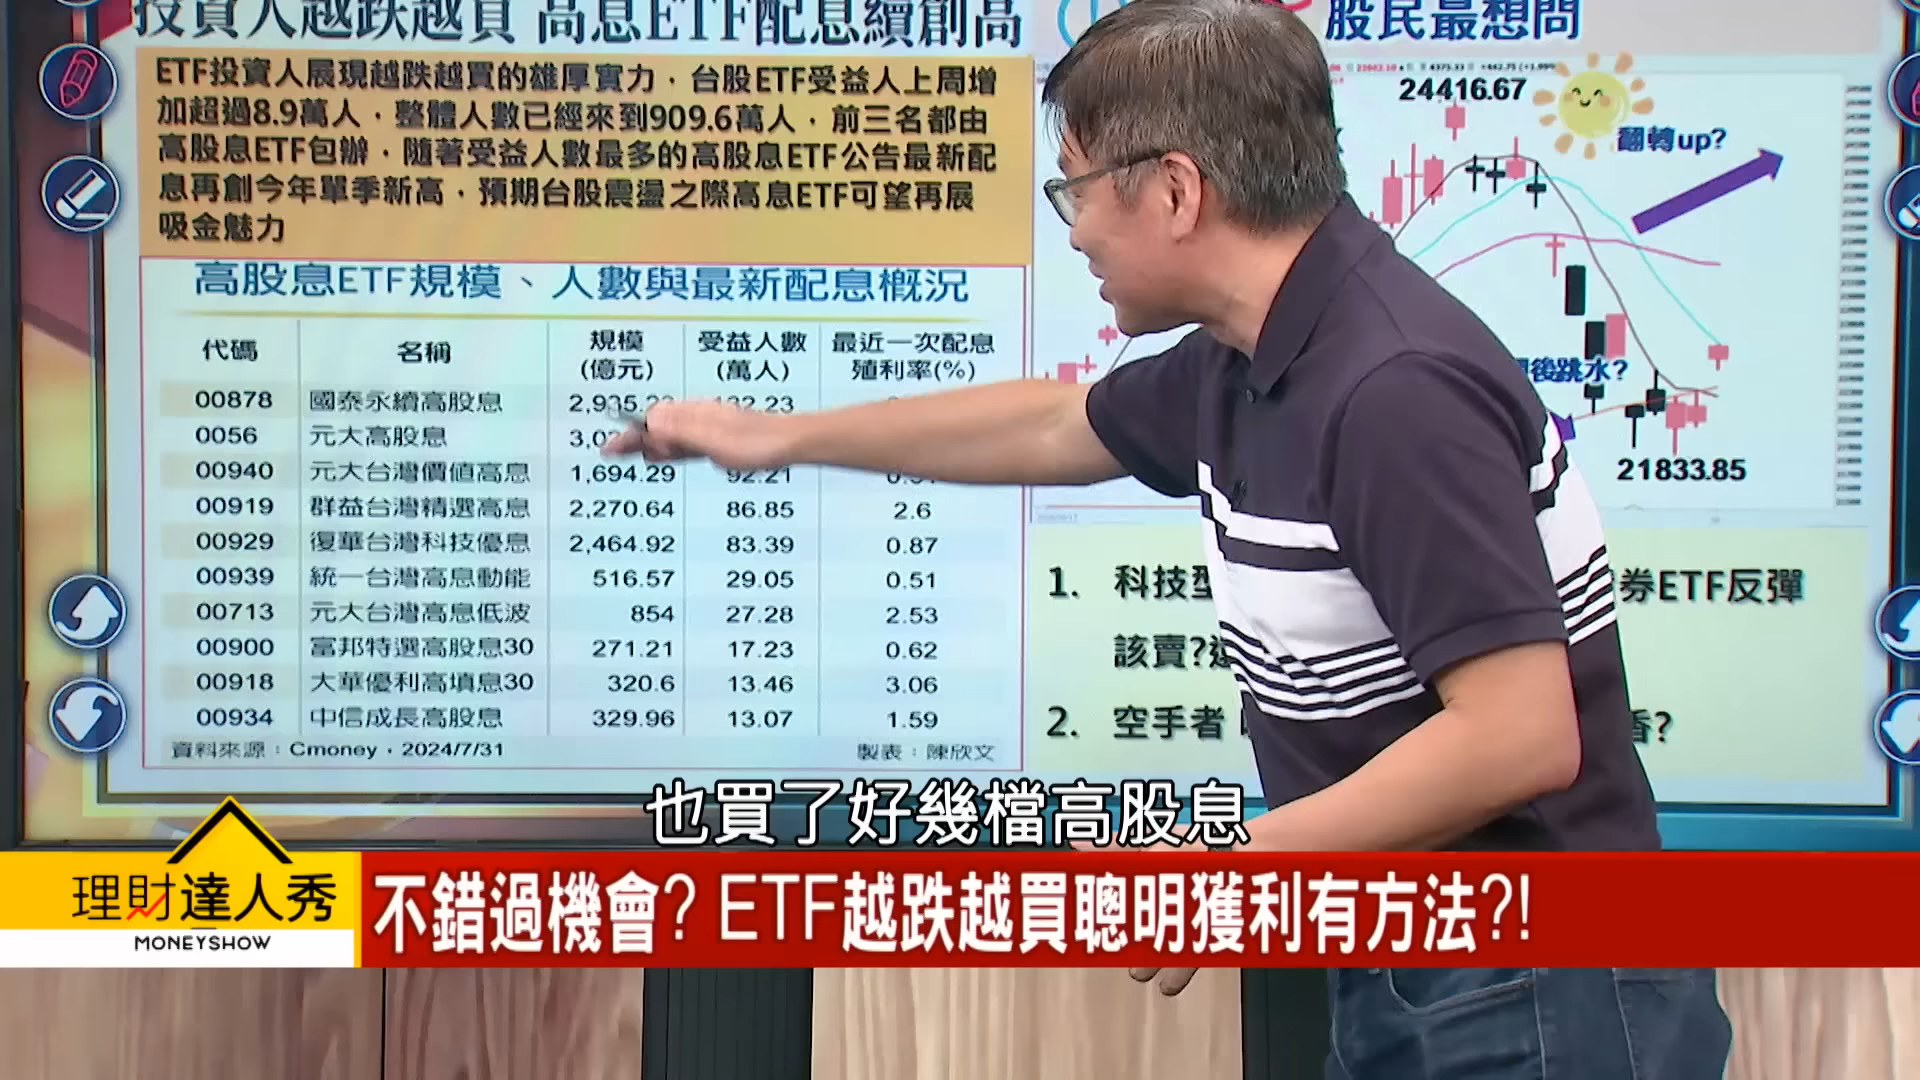 投資人越跌越買 高息ETF配息續創高
ETF投資人展現越跌越買的雄厚實力，台股ETF受益人上周增
加超過8.9萬人，整體人數已經來到909.6萬人，前三名都由
高股息ETF包辦，隨著受益人數最多的高股息ETF公告最新配
息再創今年單季新高，預期台股震盪之際高息ETF可望再展
吸金魅力
高股息ETF規模、人數與最新配息概況
代碼 名稱 規模(億元) 受益人數(萬人) 最近一次配息殖利率(%)
00878 國泰永續高股息
0056 元大高股息
00940 元大台灣價值高息 1,694.29 92.21
00919 群益台灣精選高息 2,270.64 86.85 2.6
00929 復華台灣科技優息 2,464.92 83.39 0.87
00939 統一台灣高息動能 516.57 29.05 0.51
00713 元大台灣高息低波 854 27.28 2.53
00900 富邦特選高股息30 271.21 17.23 0.62
00918 大華優利高填息30 320.6 13.46 3.06
00934 中信成長高股息 329.96 13.07 1.59
資料來源：Cmoney，2024/7/31 製表：陳欣文
股民最想問
24416.67
翻轉up?
後跳水?
21833.85
1. 科技型 券ETF反彈
該賣?
2. 空手者
也買了好幾檔高股息
理財達人秀
MONEYSHOW
不錯過機會? ETF越跌越買聰明獲利有方法?!